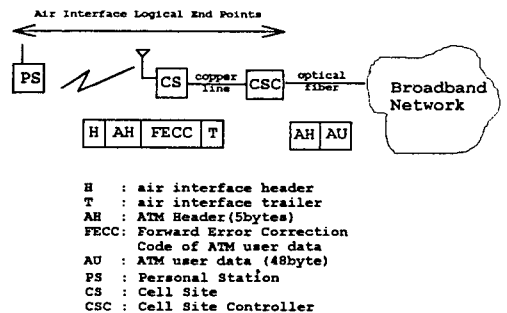 Air Interface Logical End Points
PS
CS
copper
line
CSC
optical
fiber
Broadband
Network
H AH FECC T
AH AU
H : air interface header
T : air interface trailer
AH : ATM Header(5bytes)
FECC: Forward Error Correction
Code of ATM user data
AU : ATM user data (48byte)
PS : Personal Station
CS : Cell Site
CSC : Cell Site Controller